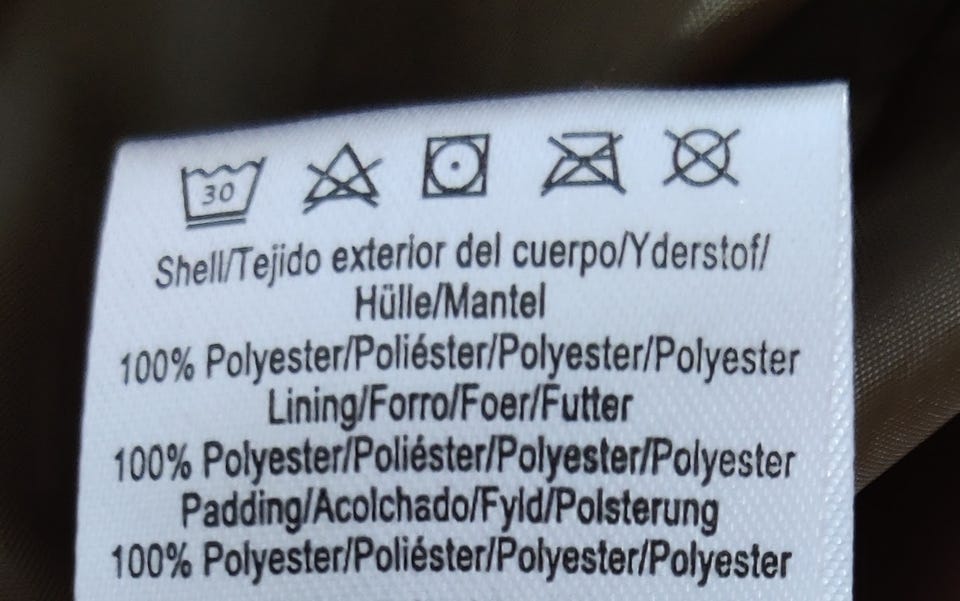 30
Shell/Tejido exterior del cuerpo/Yderstof/
Hülle/Mantel
100% Polyester/Poliéster/Polyester/Polyester
Lining/Forro/Foer/Futter
100% Polyester/Poliéster/Polyester/Polyester
Padding/Acolchado/Fyld/Polsterung
100% Polyester/Poliéster/Polyester/Polyester